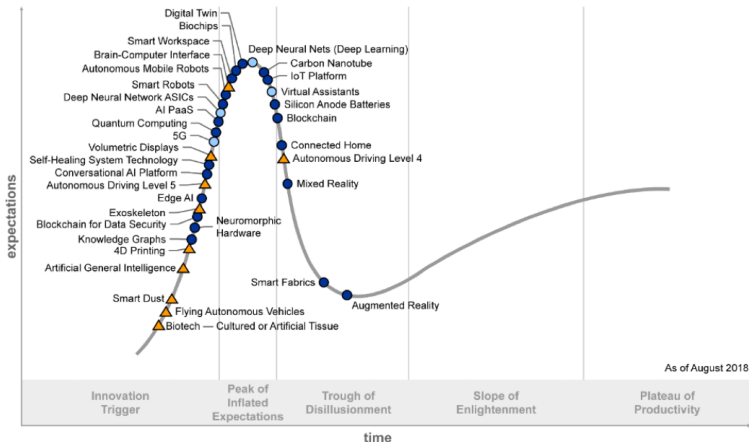 Digital Twin
Biochips
Smart Workspace
Brain-Computer Interface
Autonomous Mobile Robots
Smart Robots
Deep Neural Network ASICs
AI PaaS
Quantum Computing
5G
Volumetric Displays
Self-Healing System Technology
Conversational AI Platform
Autonomous Driving Level 5
Edge AI
Exoskeleton
Blockchain for Data Security
Neuromorphic
Hardware
Knowledge Graphs
4D Printing
Artificial General Intelligence
Smart Dust
Flying Autonomous Vehicles
Biotech — Cultured or Artificial Tissue
Deep Neural Nets (Deep Learning)
Carbon Nanotube
IoT Platform
Virtual Assistants
Silicon Anode Batteries
Blockchain
Connected Home
Autonomous Driving Level 4
Mixed Reality
Smart Fabrics
Augmented Reality
expectations
As of August 2018
Innovation
Trigger
Peak of
Inflated
Expectations
Trough of
Disillusionment
Slope of
Enlightenment
Plateau of
Productivity
time